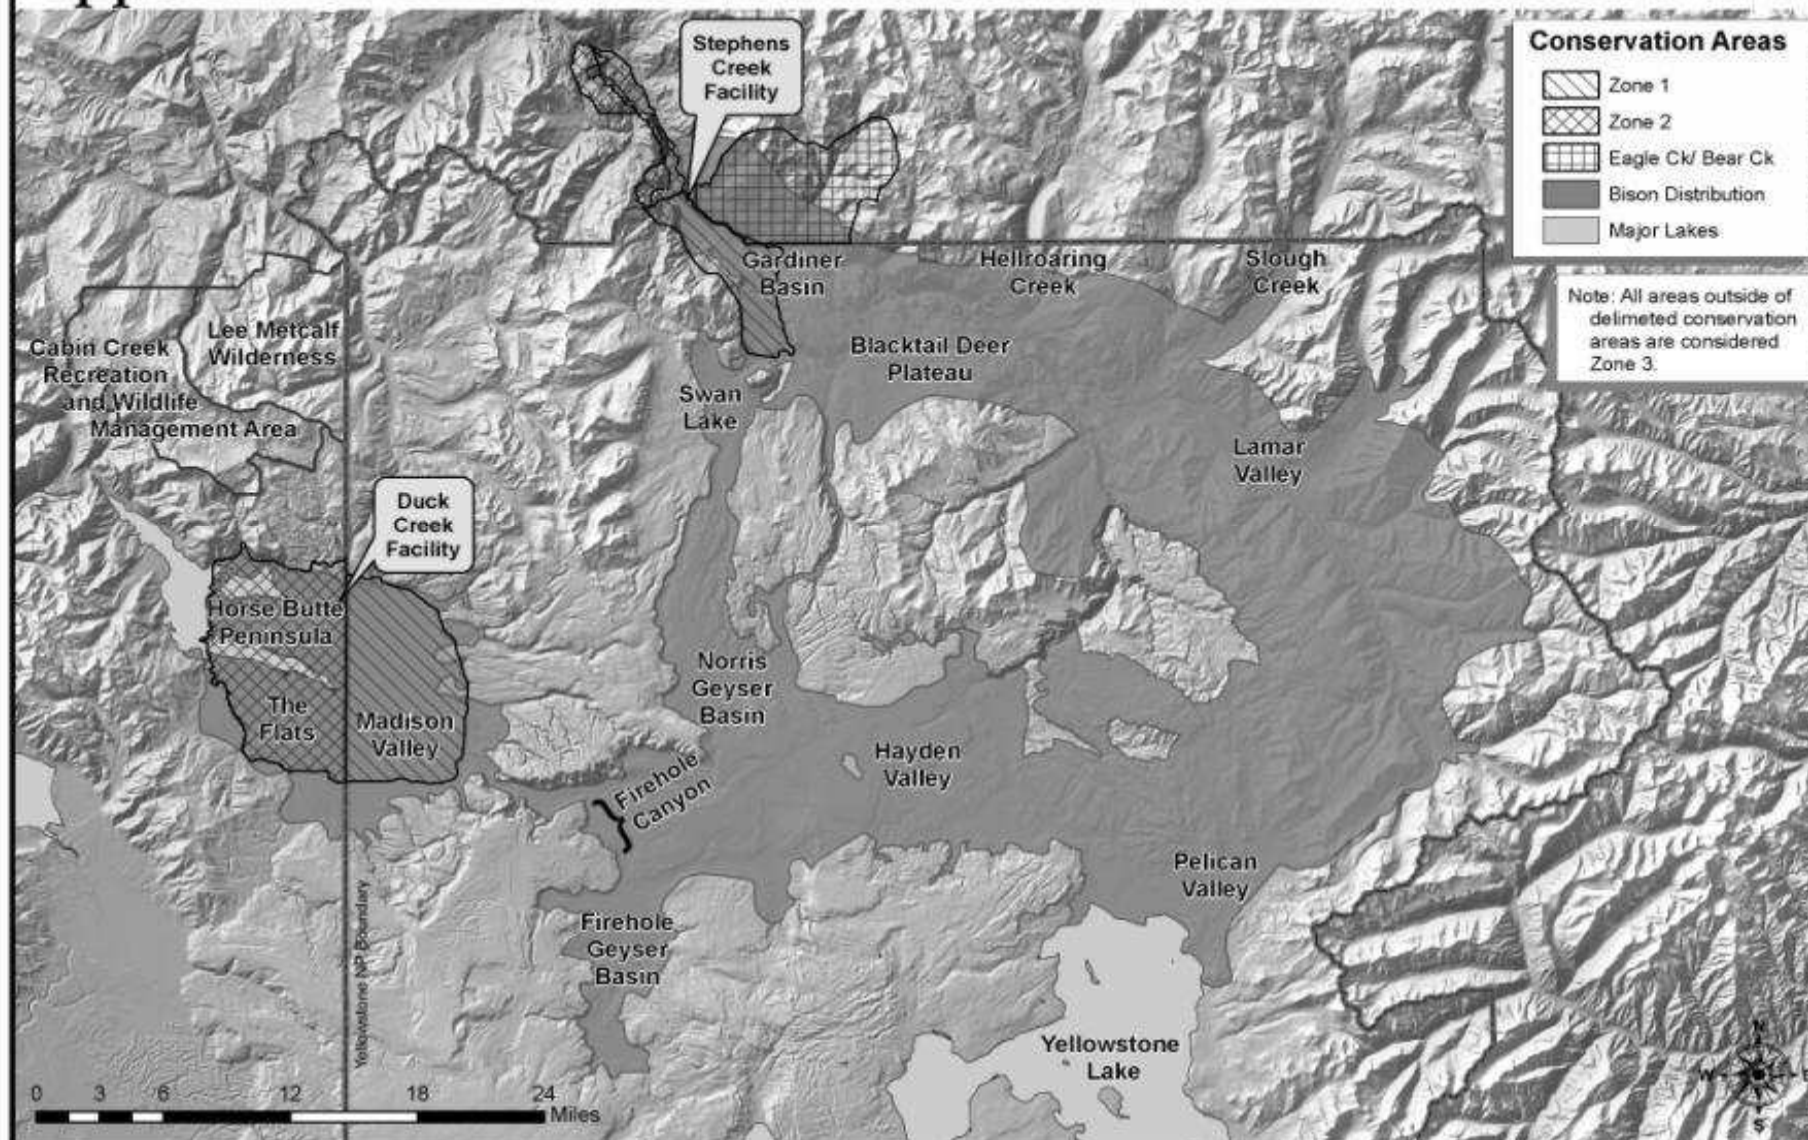 Stephens
Creek
Facility
Conservation Areas
Zone 1
Zone 2
Eagle Ck/ Bear Ck
Bison Distribution
Major Lakes
Note: All areas outside of
delimeted conservation
areas are considered
Zone 3.
Gardiner
Basin
Hellroaring
Creek
Slough
Creek
Lee Metcalf
Wilderness
Cabin Creek
Recreation
and Wildlife
Management Area
Blacktail Deer
Plateau
Swan
Lake
Lamar
Valley
Duck
Creek
Facility
Horse Butte
Peninsula
The
Flats
Madison
Valley
Norris
Geyser
Basin
Hayden
Valley
Firehole
Canyon
Pelican
Valley
Firehole
Geyser
Basin
Yellowstone NP Boundary
Yellowstone
Lake
0 3 6 12 18 24
Miles
N
W
S